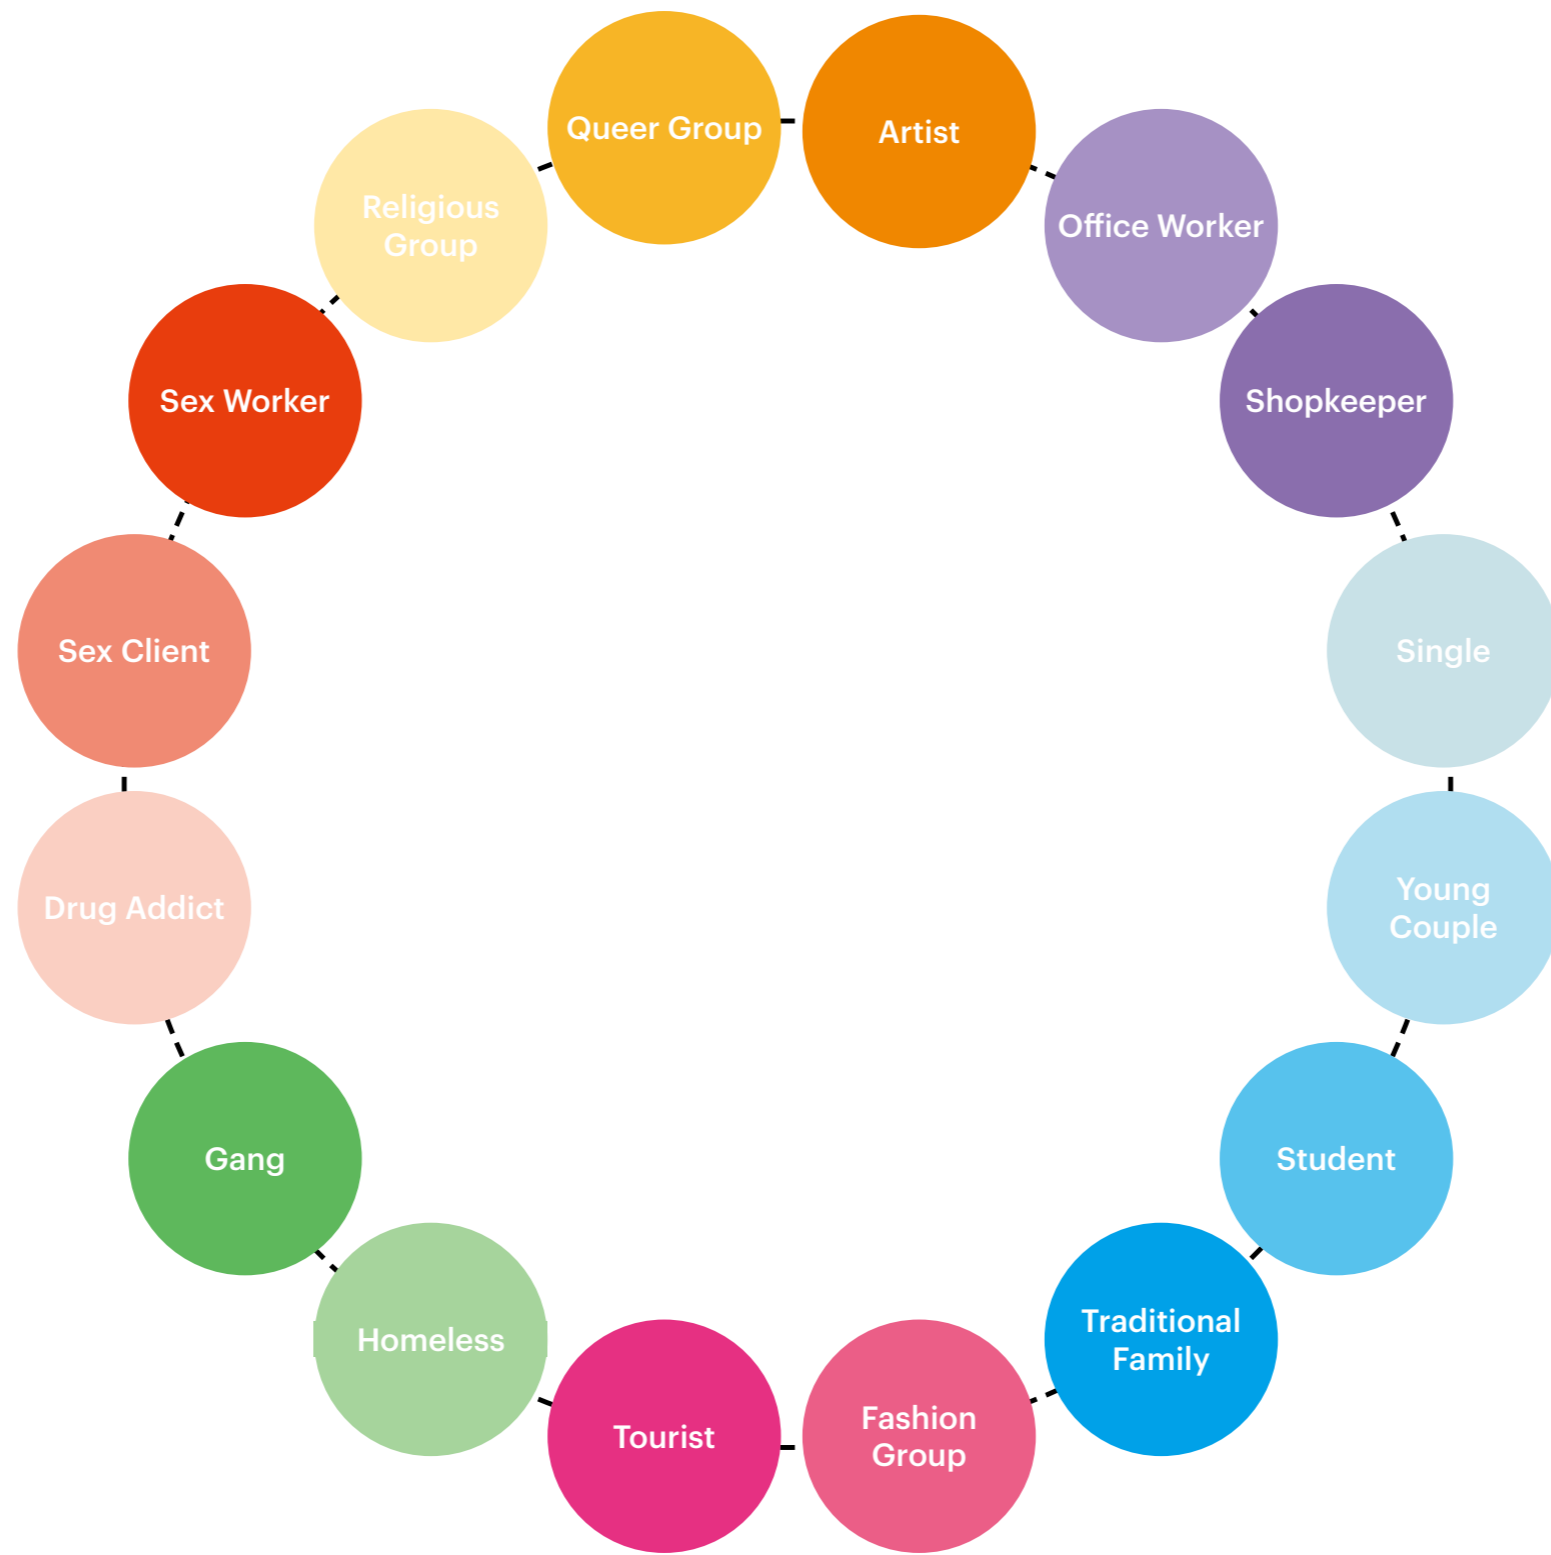 Queer Group
Artist
Office Worker
Shopkeeper
Single
Young
Couple
Student
Traditional
Family
Fashion
Group
Tourist
Homeless
Gang
Drug Addict
Sex Client
Sex Worker
Religious
Group